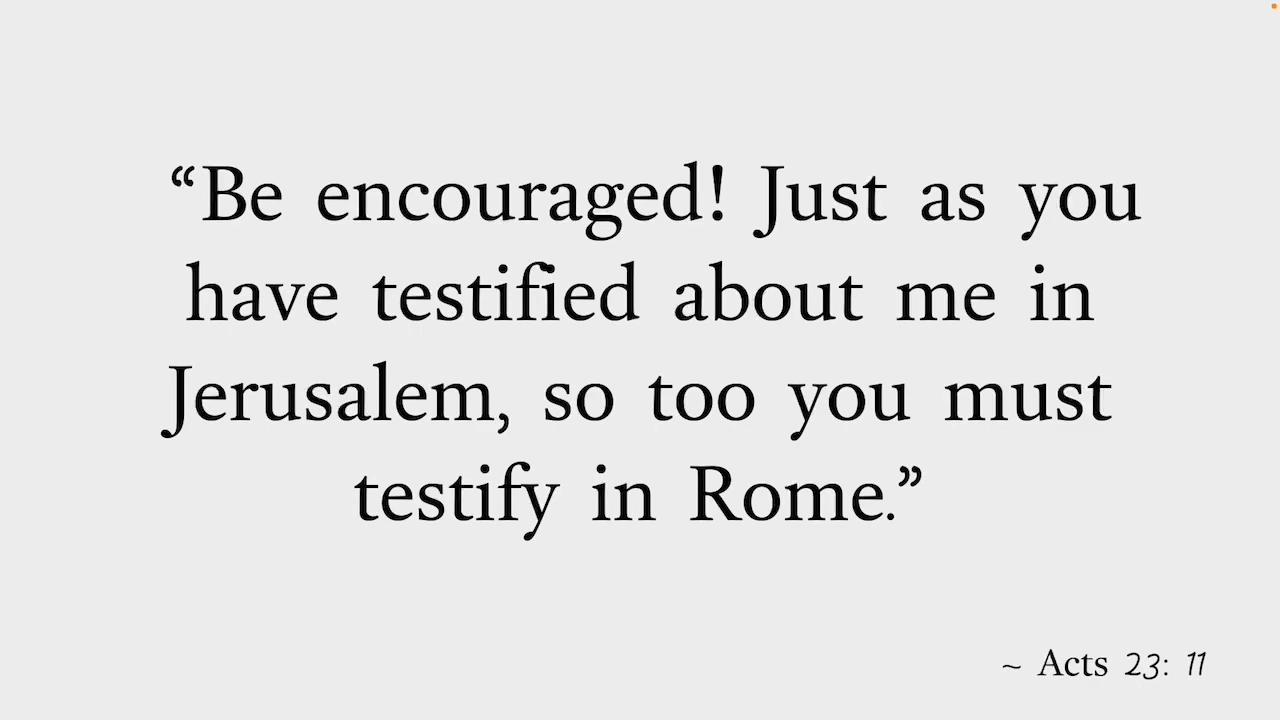 “Be encouraged! Just as you
have testified about me in
Jerusalem, so too you must
testify in Rome.”
~ Acts 23: 11